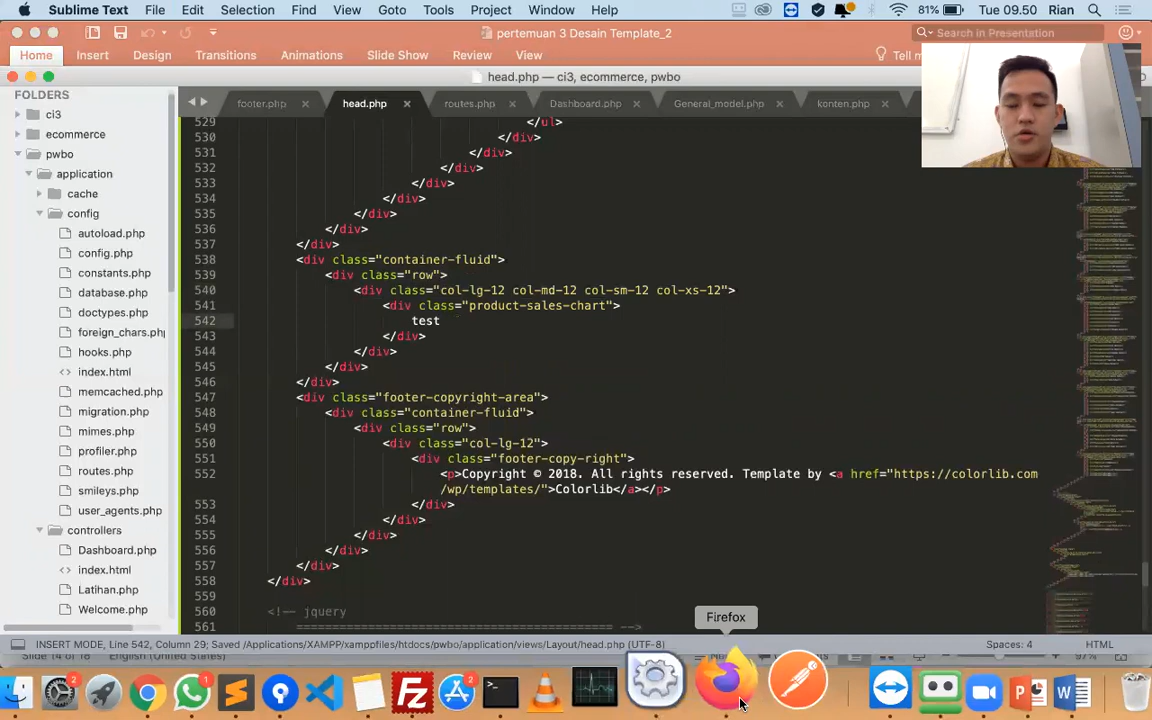 Sublime Text File Edit Selection Find View Goto Tools Project Window Help 81% Tue 09.50 Rian
pertemuan 3 Desain Template_2
Search in Presentation
Home Insert Design Transitions Animations Slide Show Review View Tell m
head.php — ci3, ecommerce, pwbo
FOLDERS
ci3
ecommerce
pwbo
application
cache
config
autoload.php
config.php
constants.php
database.php
doctypes.php
foreign_chars.php
hooks.php
index.html
memcached.php
migration.php
mimes.php
profiler.php
routes.php
smileys.php
user_agents.php
controllers
Dashboard.php
index.html
Latihan.php
Welcome.php
footer.php head.php routes.php Dashboard.php General_model.php konten.php
529 </ul>
530 </div>
531 </div>
532 </div>
533 </div>
534 </div>
535 </div>
536 </div>
537 </div>
538 <div class="container-fluid">
539 <div class="row">
540 <div class="col-lg-12 col-md-12 col-sm-12 col-xs-12">
541 <div class="product-sales-chart">
542 test
543 </div>
544 </div>
545 </div>
546 </div>
547 <div class="footer-copyright-area">
548 <div class="container-fluid">
549 <div class="row">
550 <div class="col-lg-12">
551 <div class="footer-copy-right">
552 <p>Copyright © 2018. All rights reserved. Template by <a href="https://colorlib.com
/wp/templates/">Colorlib</a></p>
553 </div>
554 </div>
555 </div>
556 </div>
557 </div>
558 </div>
559
560 <!-- jquery
561 ======================================== -->
Firefox
INSERT MODE, Line 542, Column 29; Saved /Applications/XAMPP/xamppfiles/htdocs/pwbo/application/views/Layout/head.php (UTF-8) Spaces: 4 HTML
Slide 14 of 18 English (United States) 97%
2 1 2